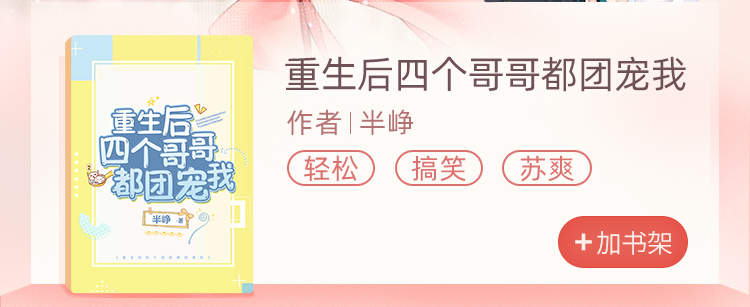 重生后
四个哥哥
都团宠我
半峥 著
重生后四个哥哥都团宠我
作者|半峥
轻松 搞笑 苏爽
+加书架